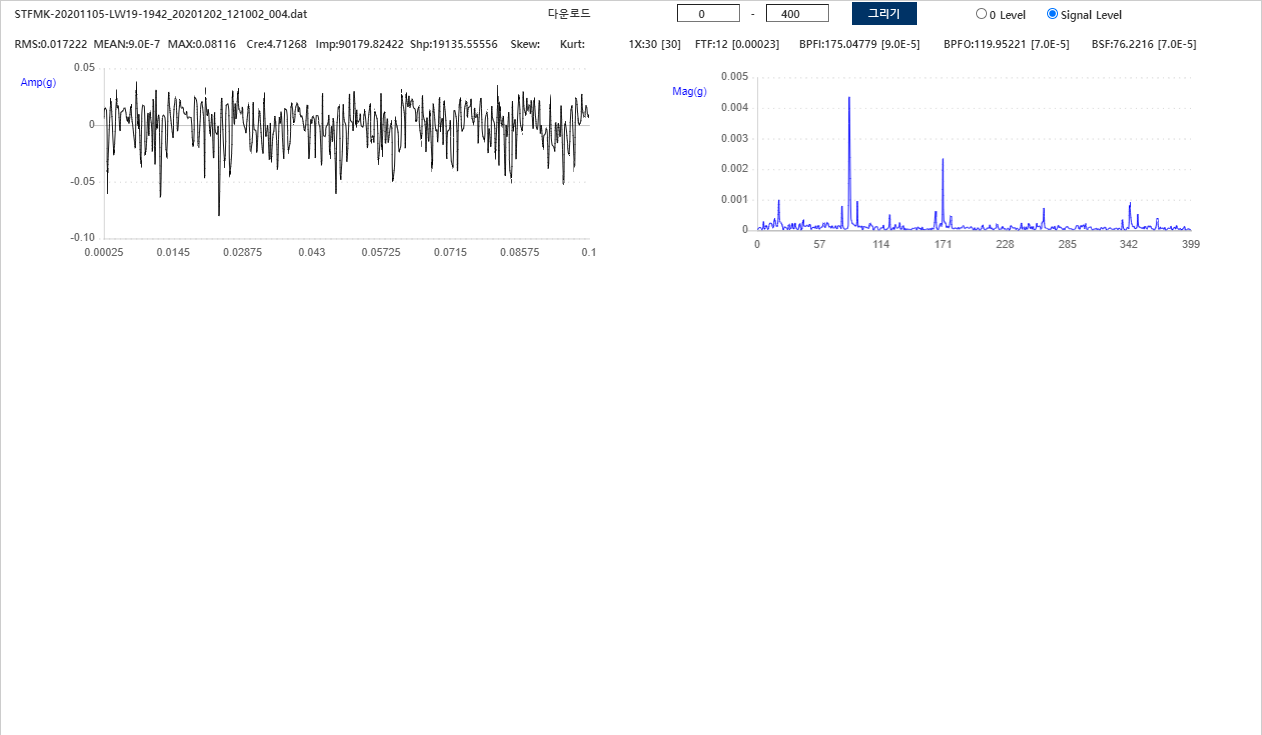 STFMK-20201105-LW19-1942_20201202_121002_004.dat 다운로드 0 - 400 그리기 0 Level Signal Level
RMS:0.017222 MEAN:9.0E-7 MAX:0.08116 Cre:4.71268 Imp:90179.82422 Shp:19135.55556 Skew: Kurt: 1X:30 [30] FTF:12 [0.00023] BPFI:175.04779 [9.0E-5] BPFO:119.95221 [7.0E-5] BSF:76.2216 [7.0E-5]
Amp(g)
0.05
0
-0.05
-0.10
0.00025 0.0145 0.02875 0.043 0.05725 0.0715 0.08575 0.1
Mag(g)
0.005
0.004
0.003
0.002
0.001
0
0 57 114 171 228 285 342 399